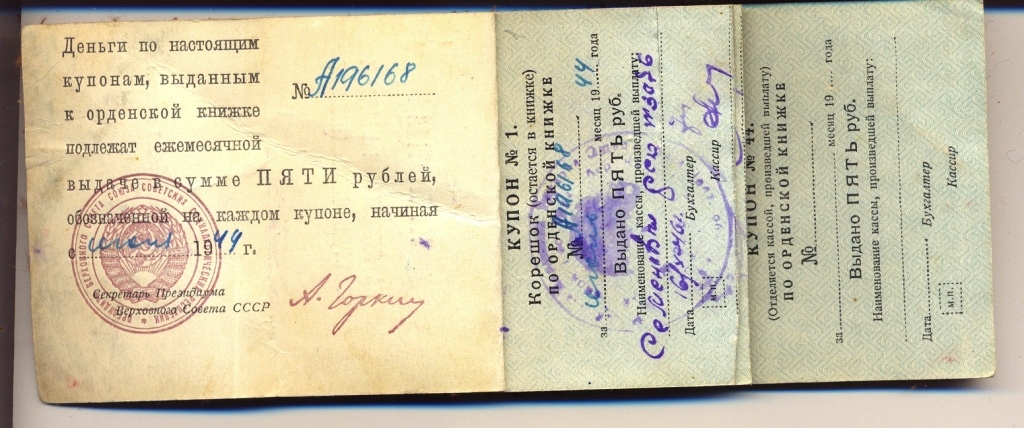 Деньги по настоящим
купонам, выданным
к орденской книжке
подлежат ежемесячной
выдаче в сумме ПЯТИ рублей,
обозначенной на каждом купоне, начиная
с июня 1944 г.
№ А196168
Секретарь Президиума
Верховного Совета СССР
А. Горкин
КУПОН № 1.
Корешок (остается в книжке)
ПО ОРДЕНСКОЙ КНИЖКЕ
№ А196168
за месяц 1944 года
Выдано ПЯТЬ руб.
Наименование кассы, произведшей выплату:
Дата Бухгалтер
М.П. Кассир
КУПОН №
(Отделяется кассой, произведшей выплату)
ПО ОРДЕНСКОЙ КНИЖКЕ
№
за месяц 19 года
Выдано ПЯТЬ руб.
Наименование кассы, произведшей выплату:
Дата Бухгалтер
М.П. Кассир